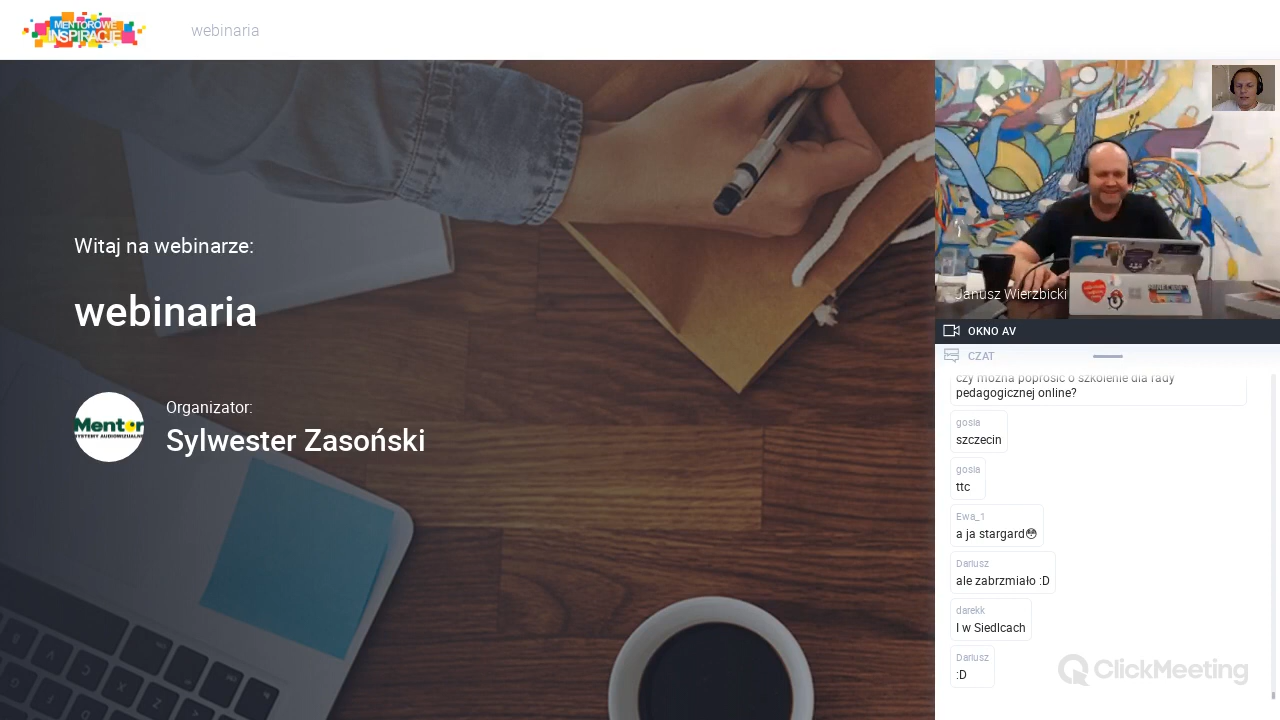 MENTOROWE
INSPIRACJE
webinaria
Witaj na webinarze:
webinaria
Organizator:
Sylwester Zasoński
Mentor
SYSTEMY AUDIOWIZUALNE
Janusz Wierzbicki
OKNO AV
CZAT
czy można poprosić o szkolenie dla rady
pedagogicznej online?
gosia
szczecin
gosia
ttc
Ewa_1
a ja stargard😳
Dariusz
ale zabrzmiało :D
darekk
I w Siedlcach
Dariusz
:D
ClickMeeting